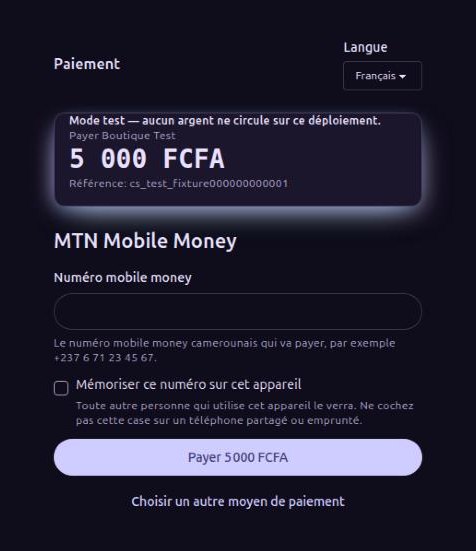 Langue
Paiement
Français
Mode test — aucun argent ne circule sur ce déploiement.
Payer Boutique Test
5 000 FCFA
Référence: cs_test_fixture000000000001
MTN Mobile Money
Numéro mobile money
Le numéro mobile money camerounais qui va payer, par exemple
+237 6 71 23 45 67.
Mémoriser ce numéro sur cet appareil
Toute autre personne qui utilise cet appareil le verra. Ne cochez
pas cette case sur un téléphone partagé ou emprunté.
Payer 5 000 FCFA
Choisir un autre moyen de paiement